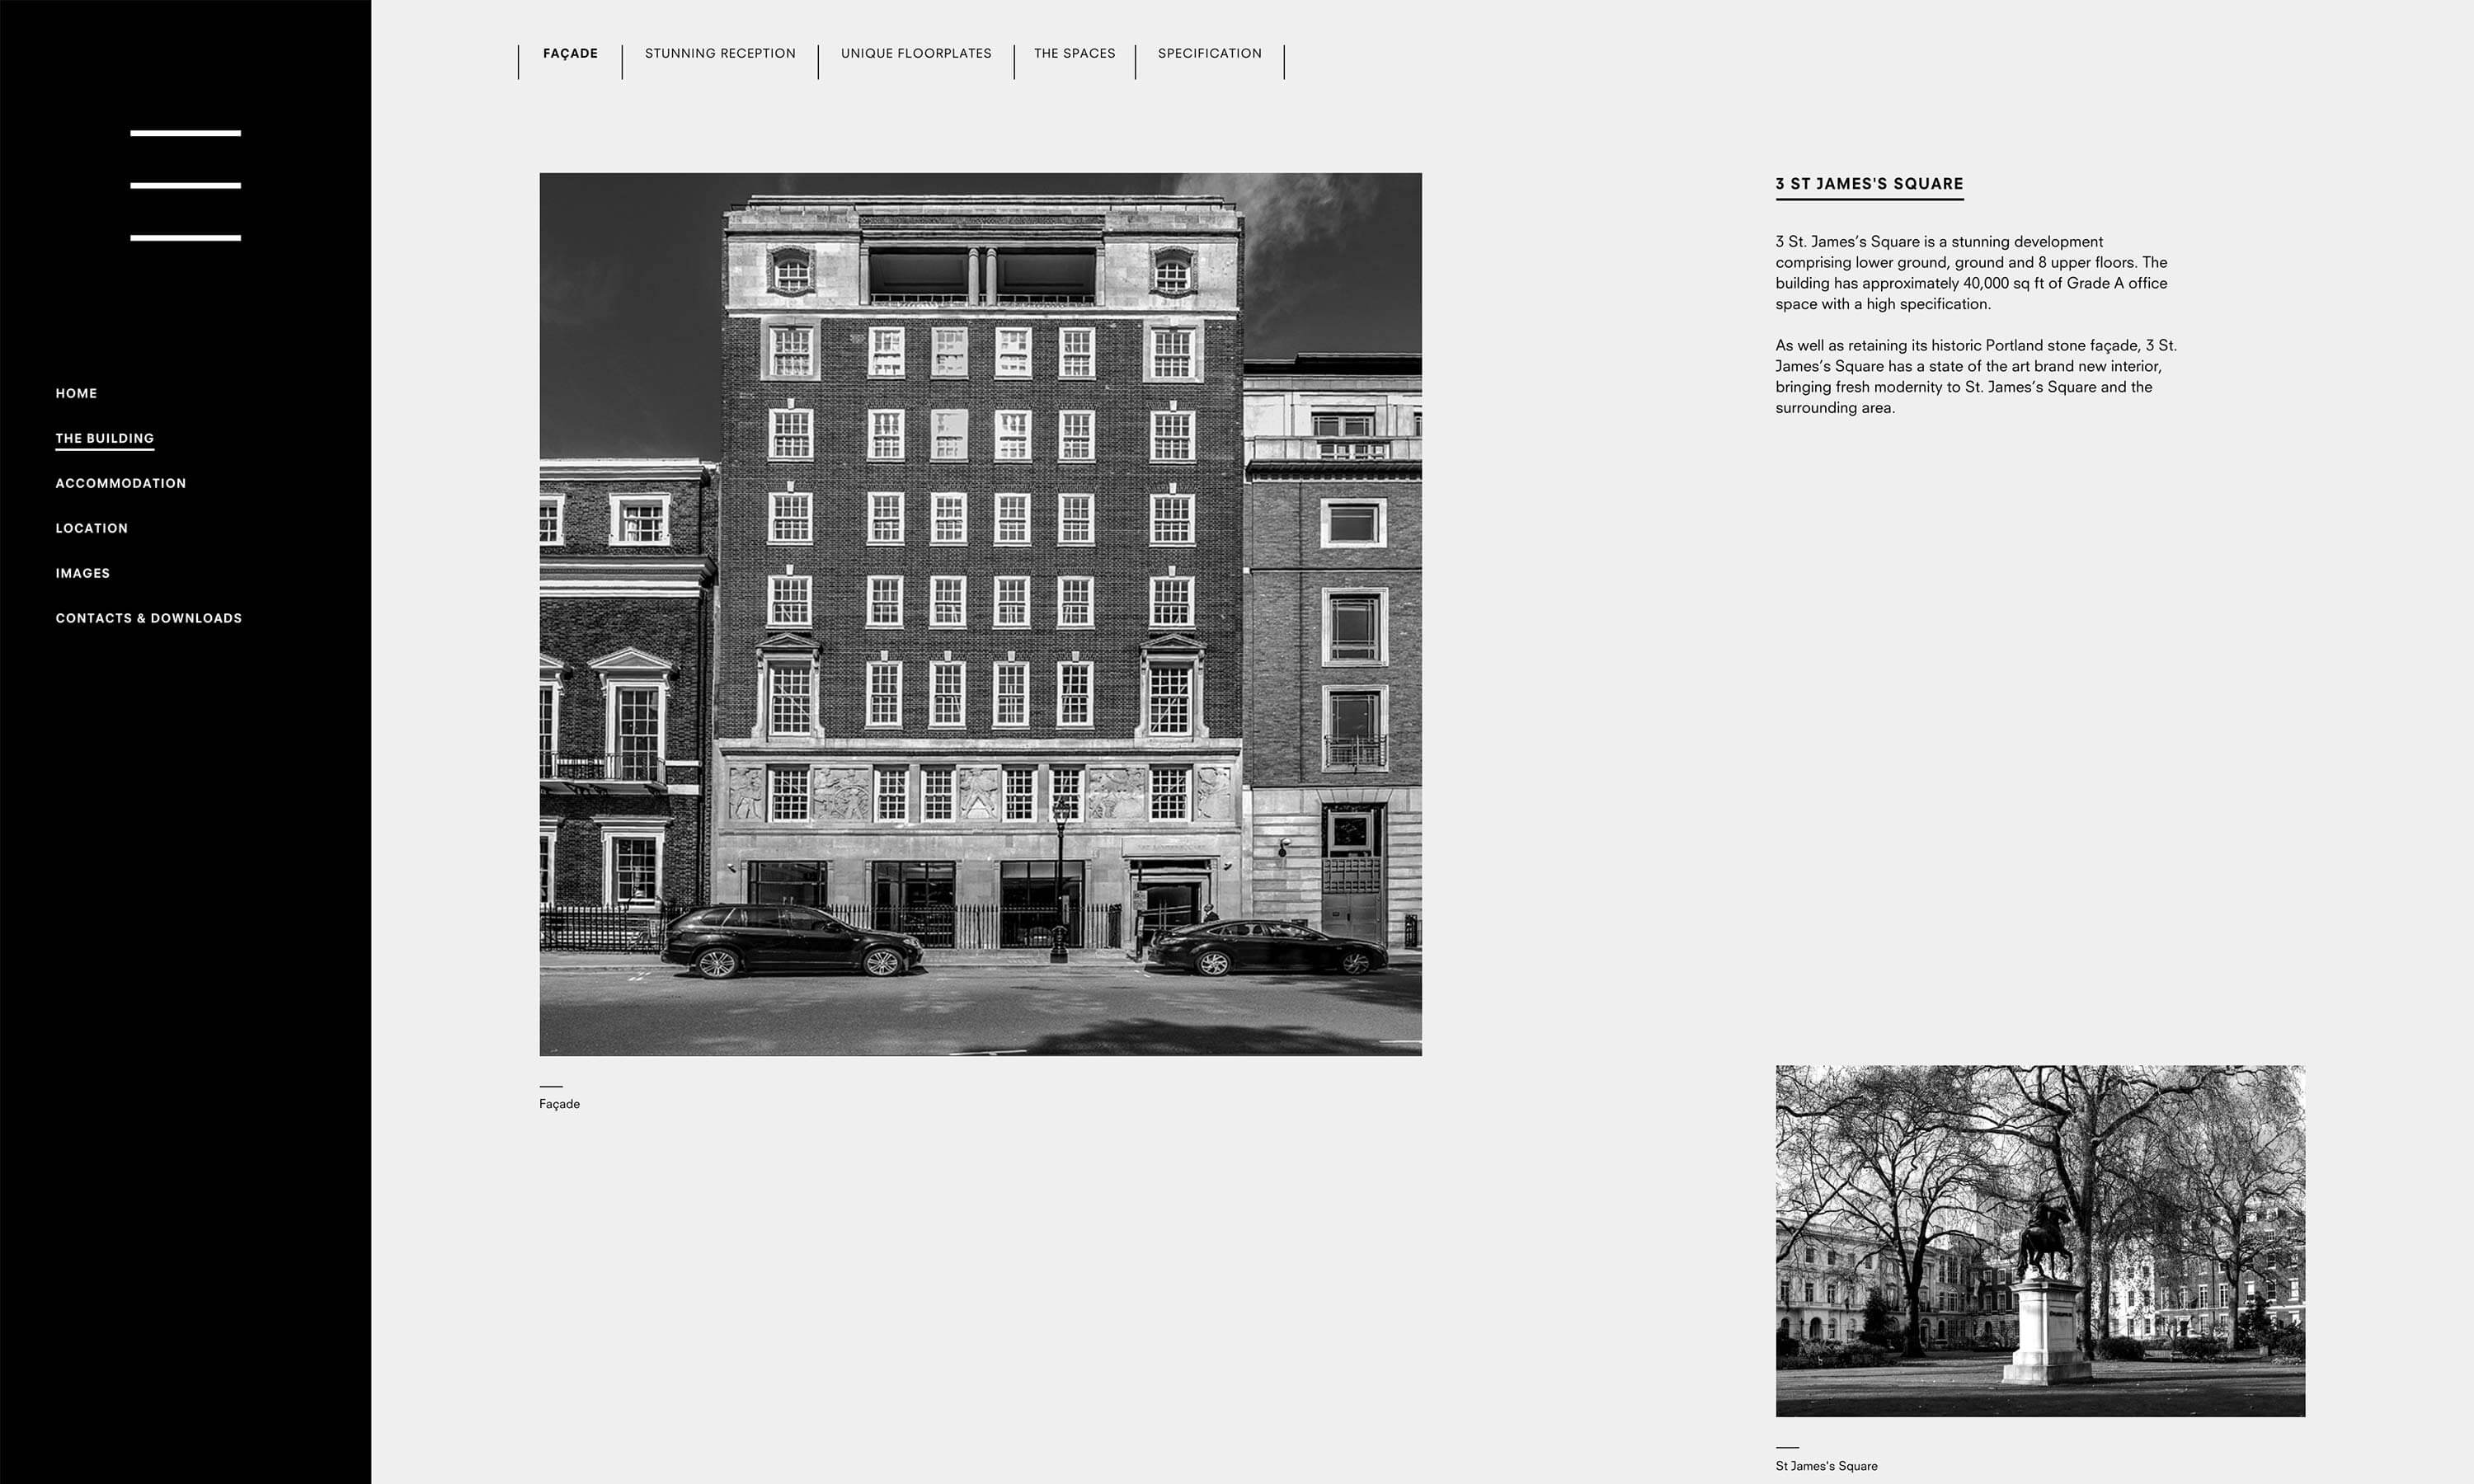 FAÇADE
STUNNING RECEPTION
UNIQUE FLOORPLATES
THE SPACES
SPECIFICATION
HOME
THE BUILDING
ACCOMMODATION
LOCATION
IMAGES
CONTACTS & DOWNLOADS
Façade
3 ST JAMES'S SQUARE
3 St. James’s Square is a stunning development
comprising lower ground, ground and 8 upper floors. The
building has approximately 40,000 sq ft of Grade A office
space with a high specification.
As well as retaining its historic Portland stone façade, 3 St.
James’s Square has a state of the art brand new interior,
bringing fresh modernity to St. James’s Square and the
surrounding area.
St James's Square